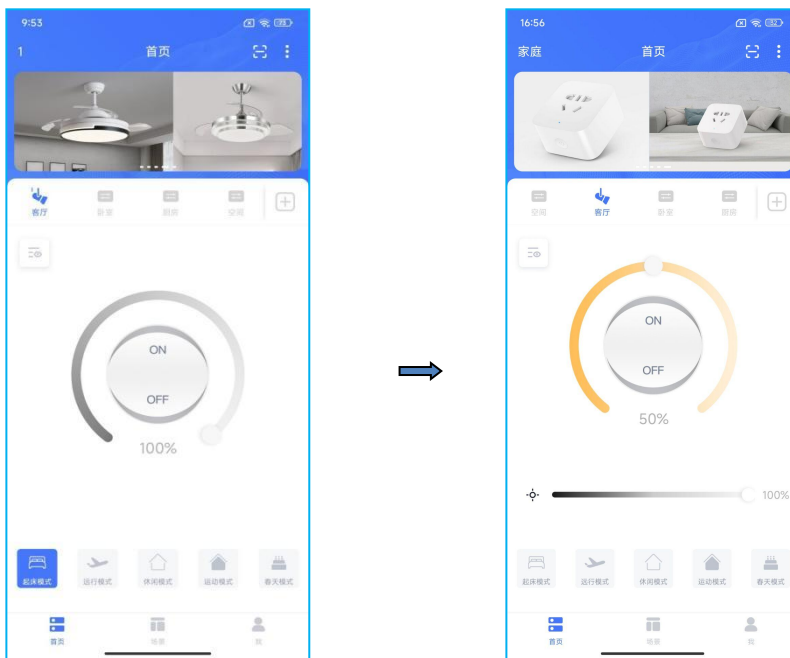 9:53
1
首页
客厅
卧室
厨房
空间
ON
OFF
100%
起床模式
远行模式
休闲模式
运动模式
春天模式
首页
场景
我
16:56
家庭
首页
空间
客厅
卧室
厨房
ON
OFF
50%
100%
起床模式
远行模式
休闲模式
运动模式
春天模式
首页
场景
我